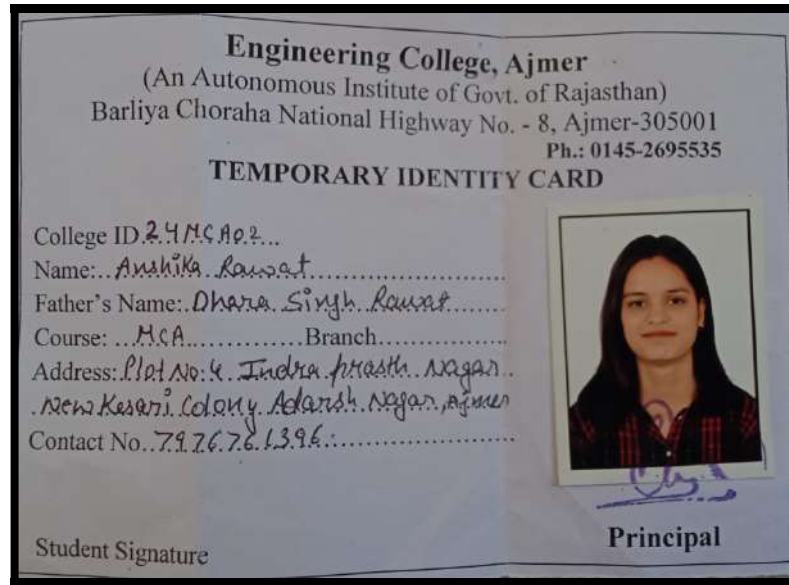 Engineering College, Ajmer
(An Autonomous Institute of Govt. of Rajasthan)
Barliya Choraha National Highway No. - 8, Ajmer-305001
Ph.: 0145-2695535
TEMPORARY IDENTITY CARD
College ID.24MCA02...
Name:..Anshika Rawat
Father's Name:.Dhara Singh Rawat
Course: ...MCA.............Branch.................
Address:.Plot No:4 Indra prasth Nagar
New Kesari Colony Adarsh Nagar, Ajmer
Contact No..7976761396.:
Student Signature
Principal